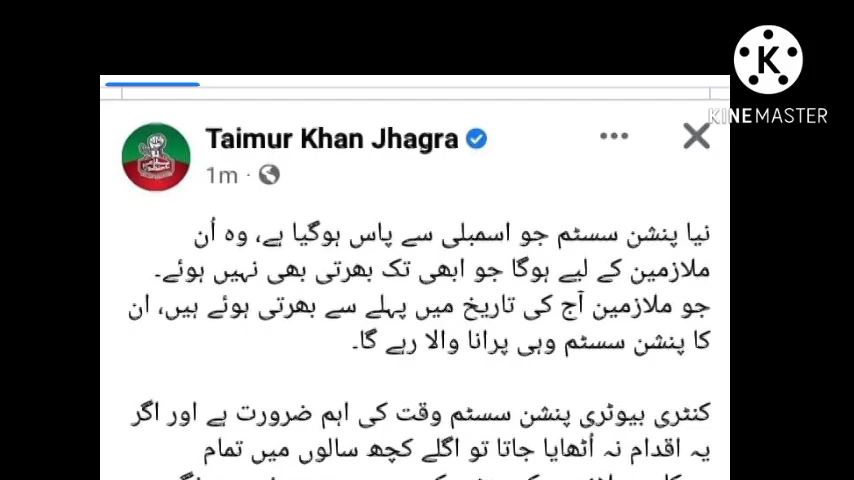 KINEMASTER
Taimur Khan Jhagra
1m
نیا پنشن سسٹم جو اسمبلی سے پاس ہوگیا ہے، وہ اُن
ملازمین کے لیے ہوگا جو ابھی تک بھرتی بھی نہیں ہوئے۔
جو ملازمین آج کی تاریخ میں پہلے سے بھرتی ہوئے ہیں، ان
کا پنشن سسٹم وہی پرانا والا رہے گا۔
کنٹری بیوٹری پنشن سسٹم وقت کی اہم ضرورت ہے اور اگر
یہ اقدام نہ اُٹھایا جاتا تو اگلے کچھ سالوں میں تمام